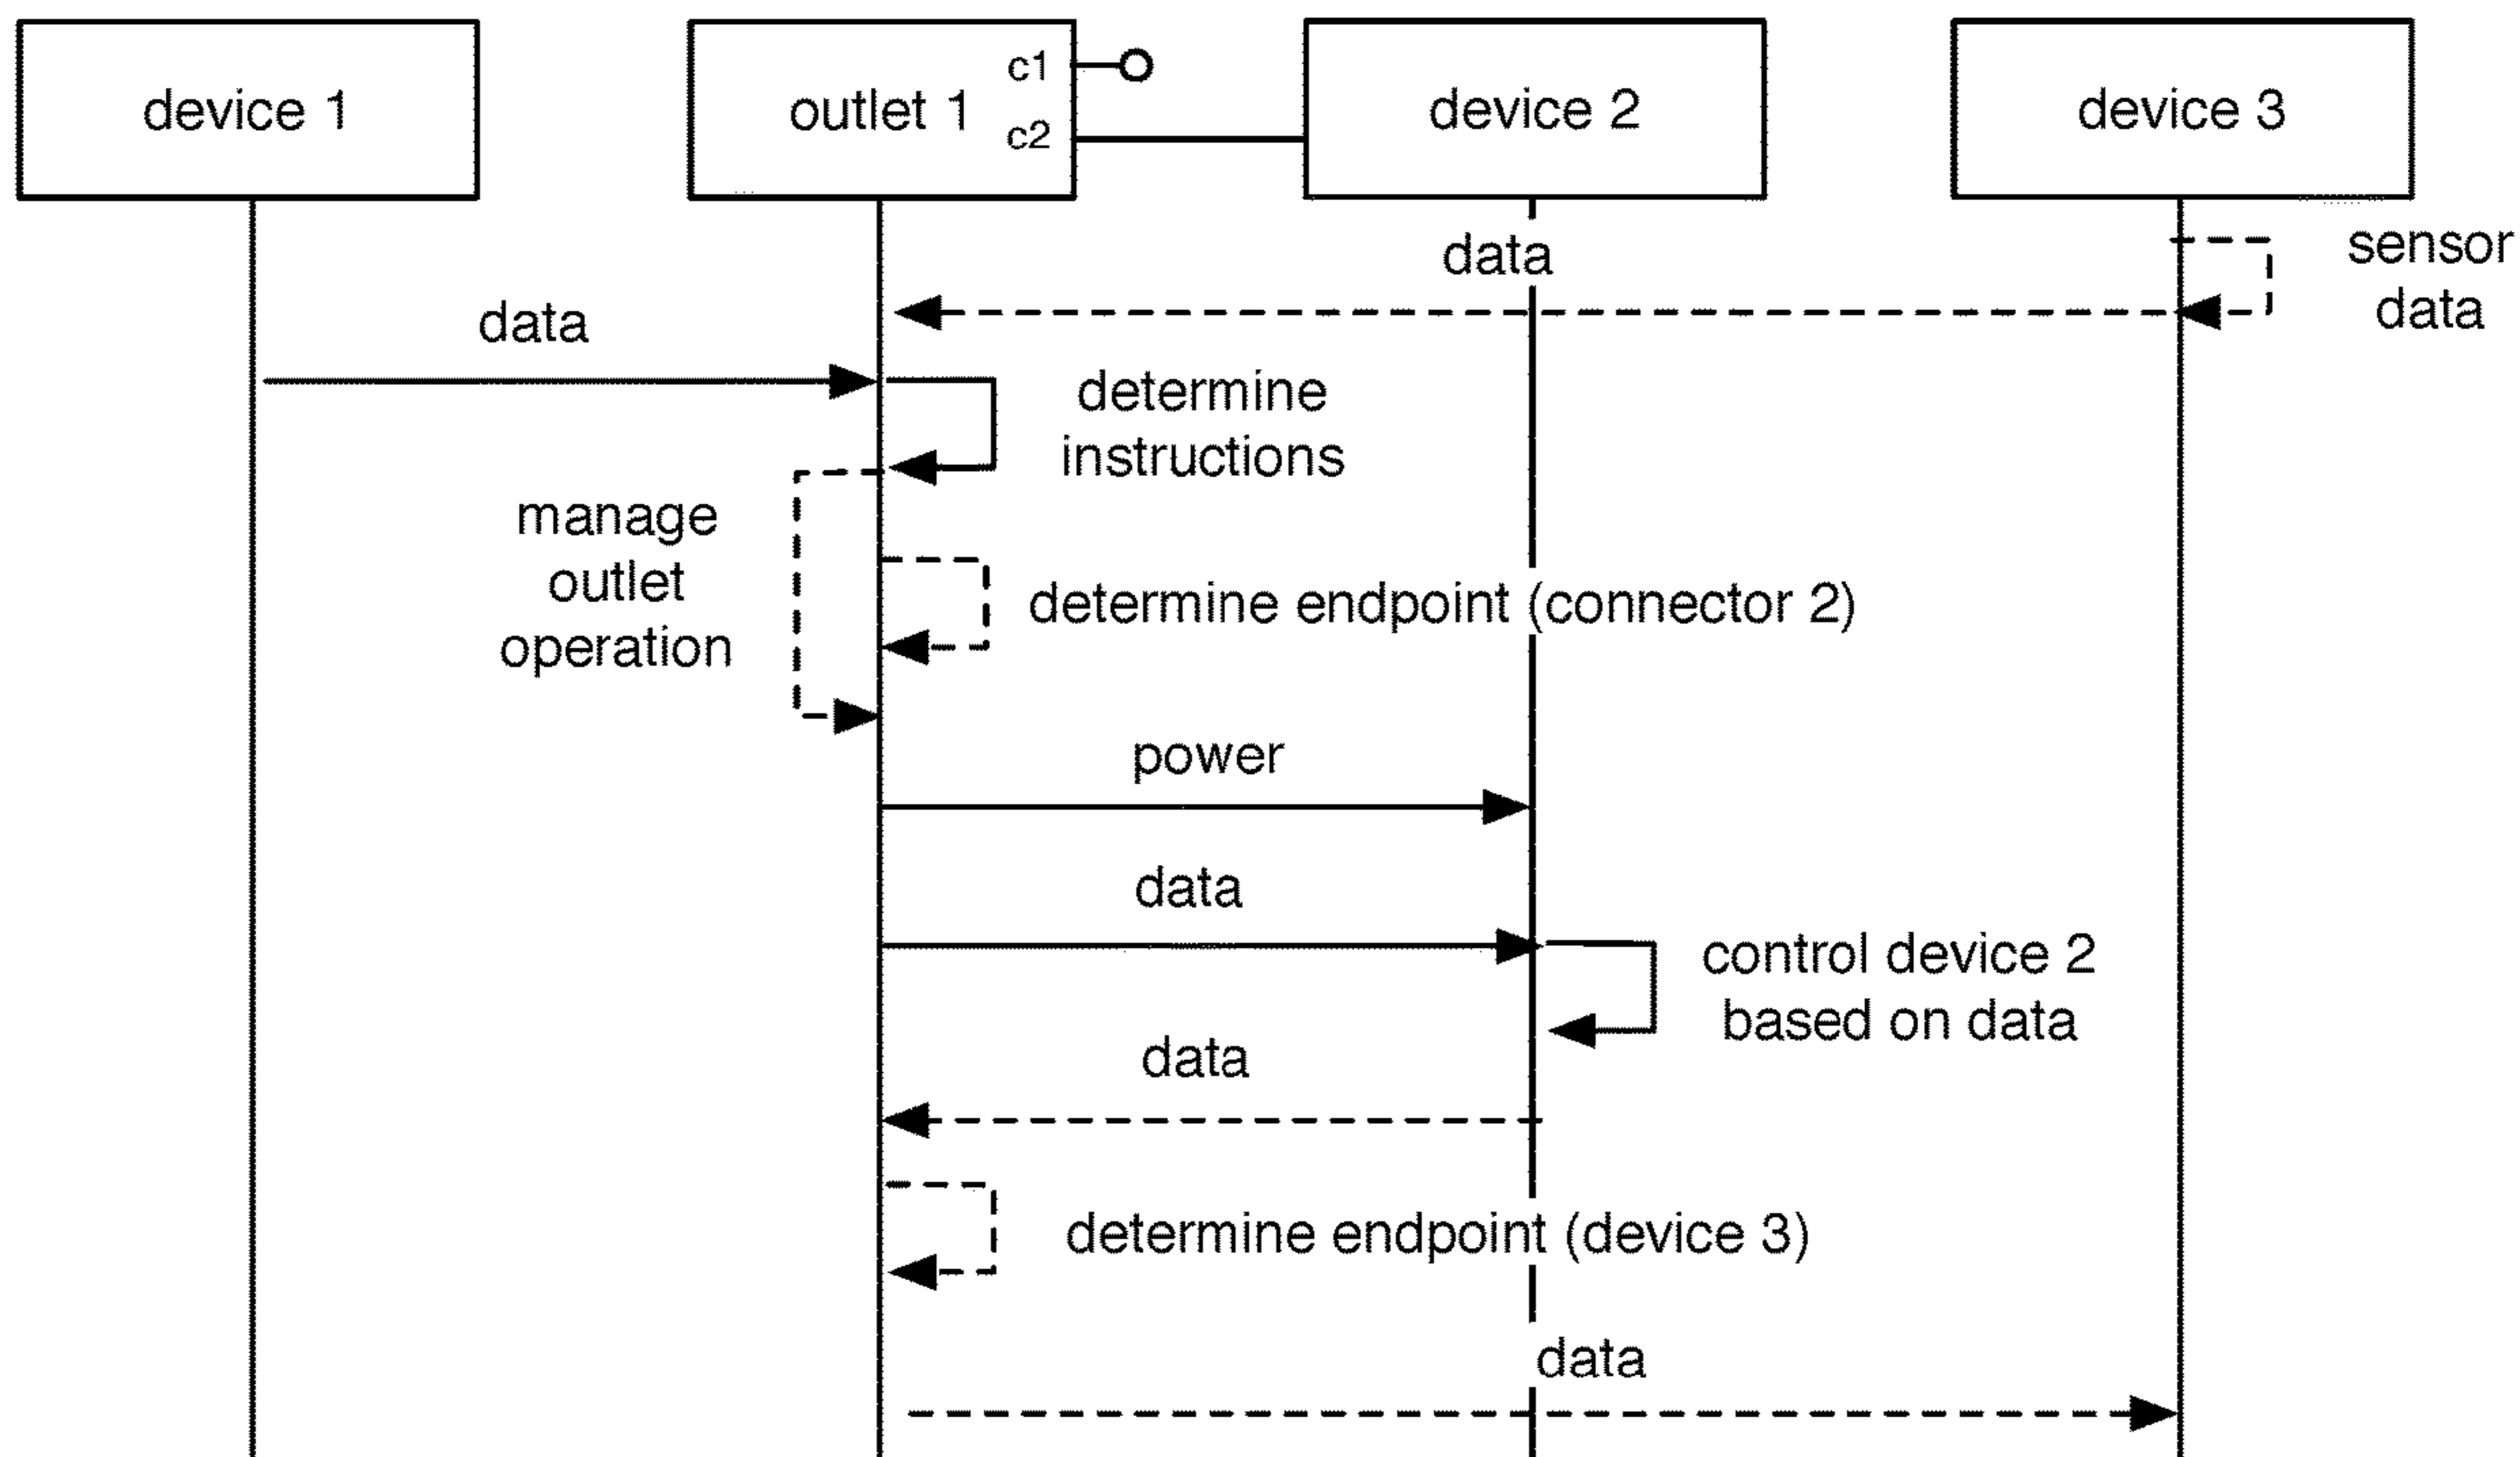 device 1
outlet 1
c1
c2
device 2
device 3
data
sensor
data
data
determine
instructions
manage
outlet
operation
determine endpoint (connector 2)
power
data
control device 2
based on data
data
determine endpoint (device 3)
data